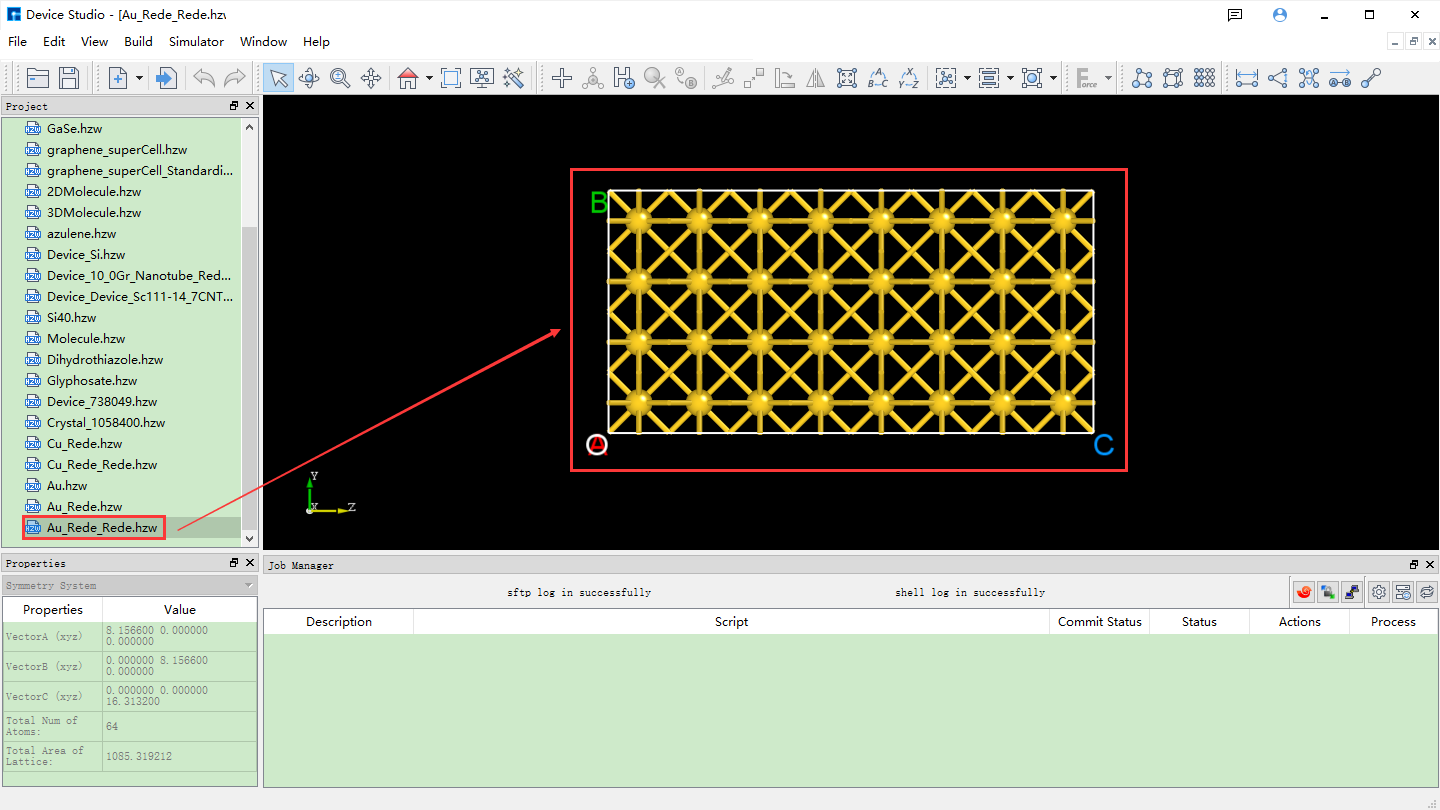 Device Studio - [Au_Rede_Rede.hzw
File Edit View Build Simulator Window Help
Force
Project
GaSe.hzw
graphene_superCell.hzw
graphene_superCell_Standardi...
2DMolecule.hzw
3DMolecule.hzw
azulene.hzw
Device_Si.hzw
Device_10_0Gr_Nanotube_Red...
Device_Device_Sc111-14_7CNT...
Si40.hzw
Molecule.hzw
Dihydrothiazole.hzw
Glyphosate.hzw
Device_738049.hzw
Crystal_1058400.hzw
Cu_Rede.hzw
Cu_Rede_Rede.hzw
Au.hzw
Au_Rede.hzw
Au_Rede_Rede.hzw
B
A
O
C
Y
X
Z
Properties
Symmetry System
Properties Value
VectorA (xyz) 8.156600 0.000000
0.000000
VectorB (xyz) 0.000000 8.156600
0.000000
VectorC (xyz) 0.000000 0.000000
16.313200
Total Num of
Atoms: 64
Total Area of
Lattice: 1085.319212
Job Manager
sftp log in successfully shell log in successfully
Description Script Commit Status Status Actions Process